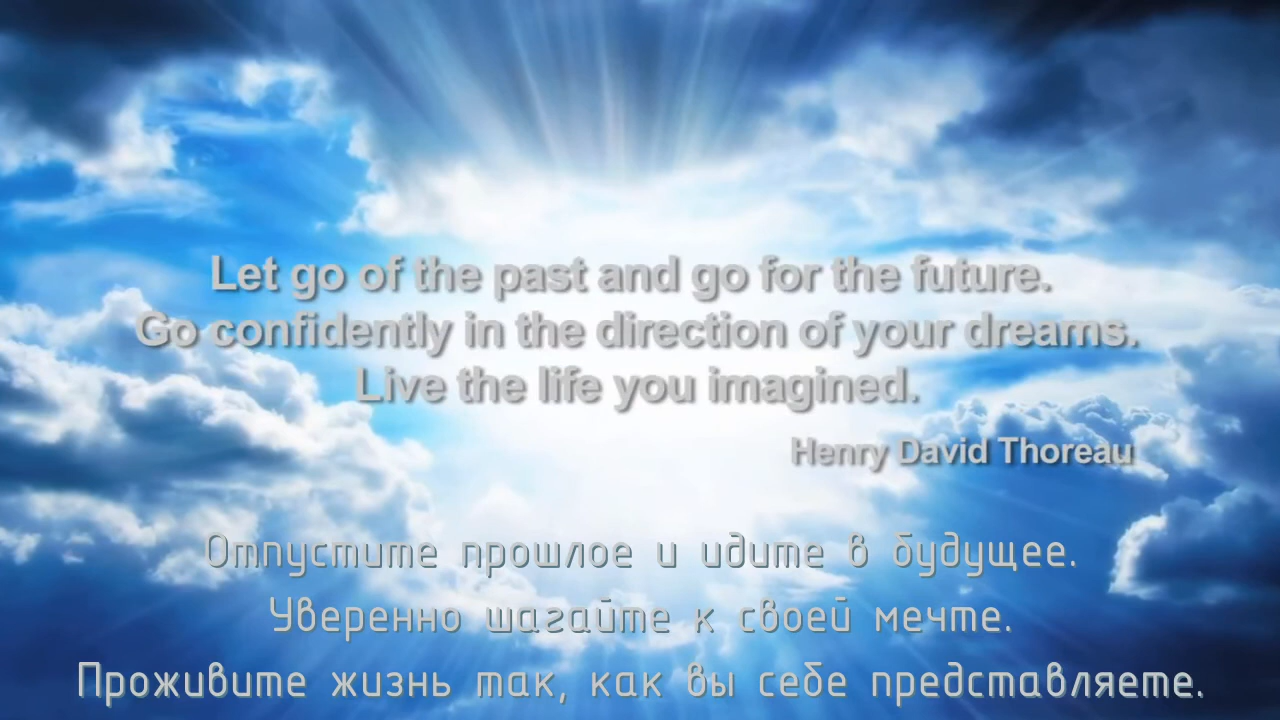 Let go of the past and go for the future.
Go confidently in the direction of your dreams.
Live the life you imagined.
Henry David Thoreau
Отпустите прошлое и идите в будущее.
Уверенно шагайте к своей мечте.
Проживите жизнь так, как вы себе представляете.